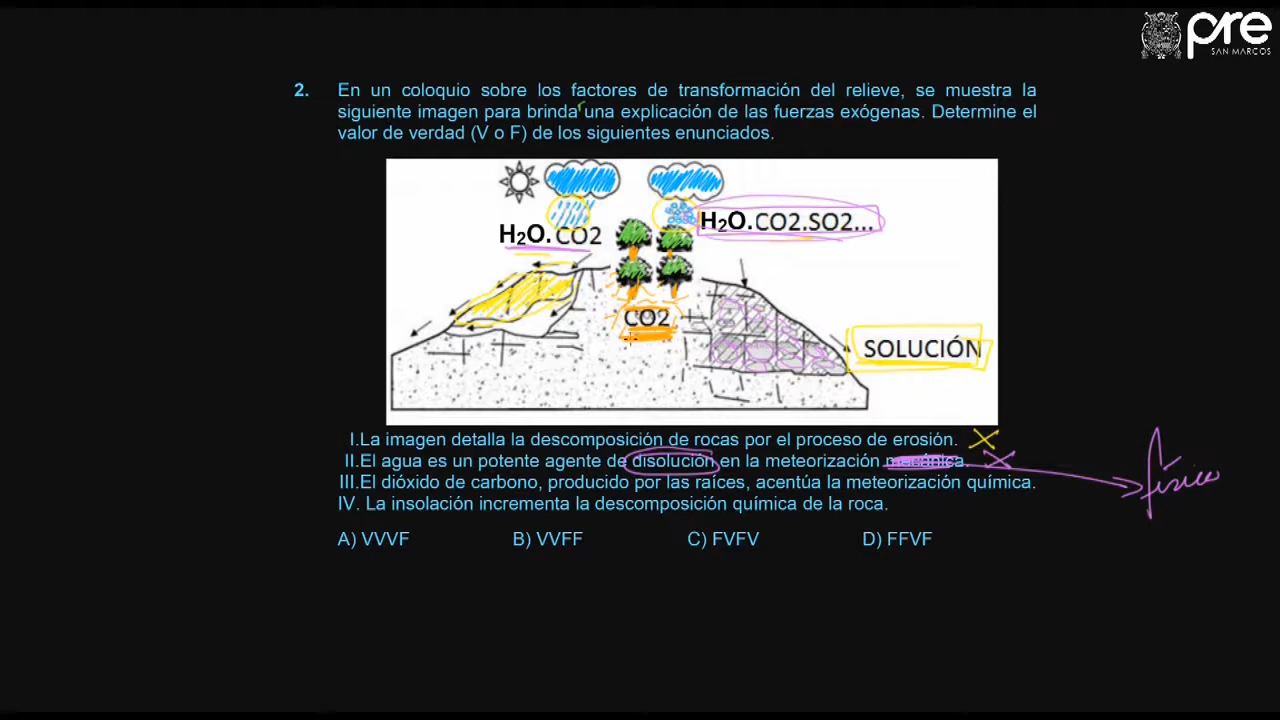 pre
SAN MARCOS
2. En un coloquio sobre los factores de transformación del relieve, se muestra la
siguiente imagen para brinda r una explicación de las fuerzas exógenas. Determine el
valor de verdad (V o F) de los siguientes enunciados.
H₂O.CO2
H₂O.CO2.SO2...
CO2
SOLUCIÓN
I.La imagen detalla la descomposición de rocas por el proceso de erosión. X
II.El agua es un potente agente de disolución en la meteorización mecánica. X
físico
III.El dióxido de carbono, producido por las raíces, acentúa la meteorización química.
IV. La insolación incrementa la descomposición química de la roca.
A) VVVF B) VVFF C) FVFV D) FFVF